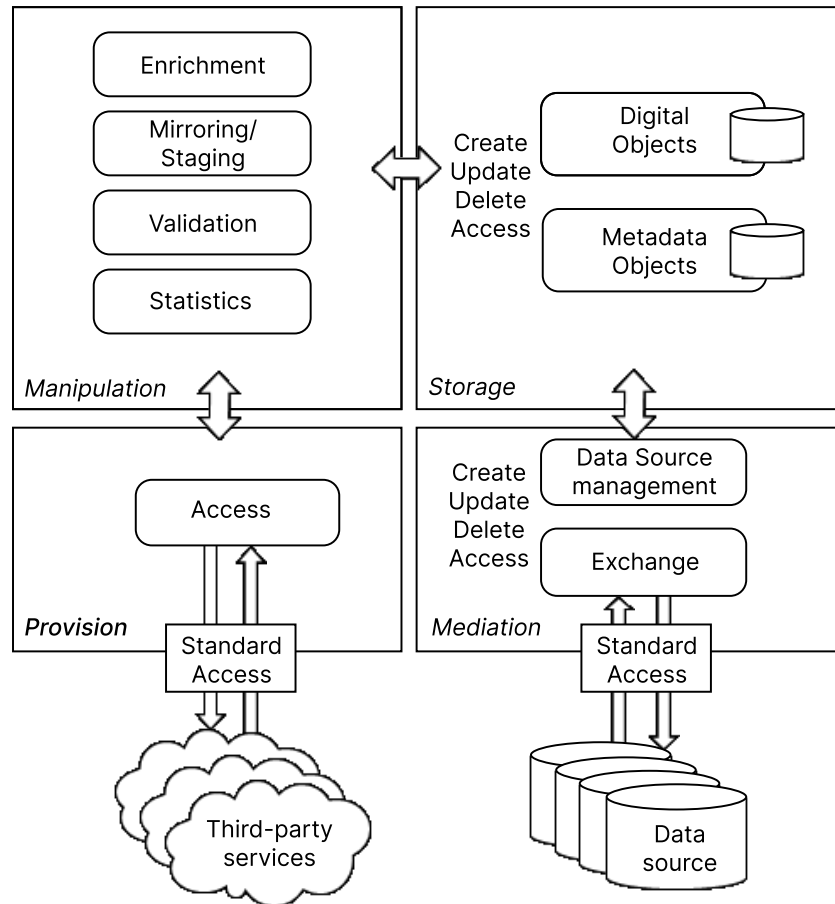 Enrichment
Mirroring/
Staging
Validation
Statistics
Manipulation
Create
Update
Delete
Access
Digital
Objects
Metadata
Objects
Storage
Access
Provision
Standard
Access
Third-party
services
Create
Update
Delete
Access
Data Source
management
Exchange
Mediation
Standard
Access
Data
source